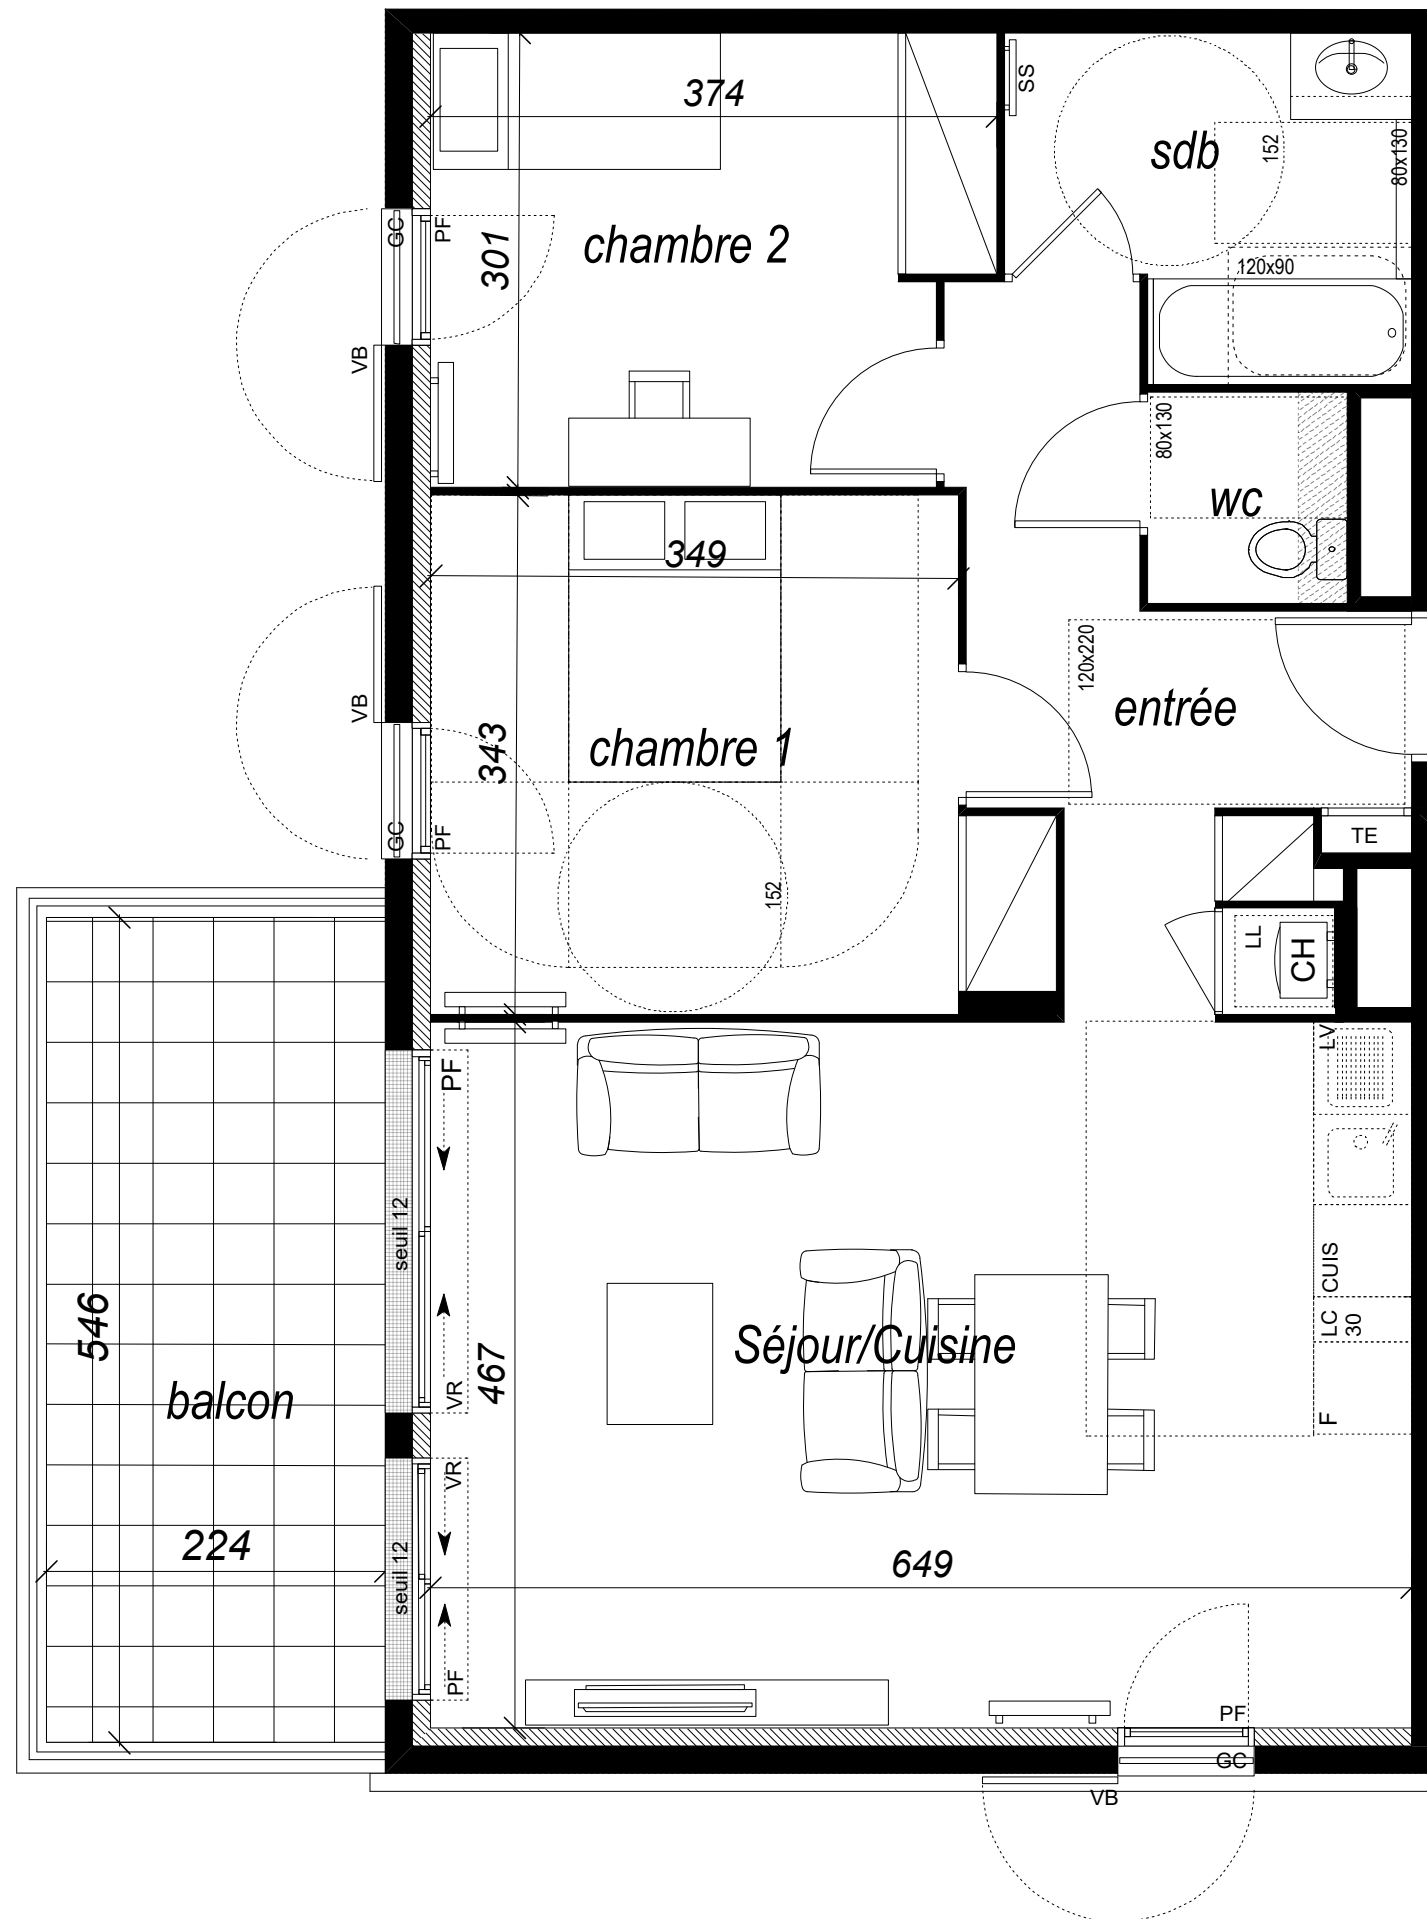 374
SS
sdb
152
80x130
GC
PF
301
chambre 2
120x90
VB
80x130
wc
349
VB
120x220
entrée
343
chambre 1
GC
PF
TE
152
LL
CH
LV
PF
seuil 12
CUIS
LC
30
546
467
Séjour/Cuisine
VR
balcon
F
VR
224
seuil 12
649
PF
PF
GC
VB